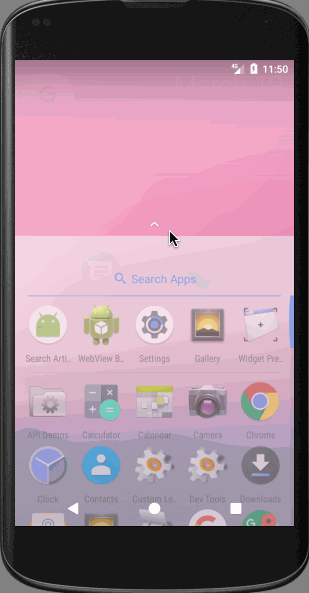 4G 11:50
Search Apps
Search Arti.. WebView B.. Settings Gallery Widget Pre..
API Demos Calculator Calendar Camera Chrome
Clock Contacts Custom Lo.. Dev Tools Downloads